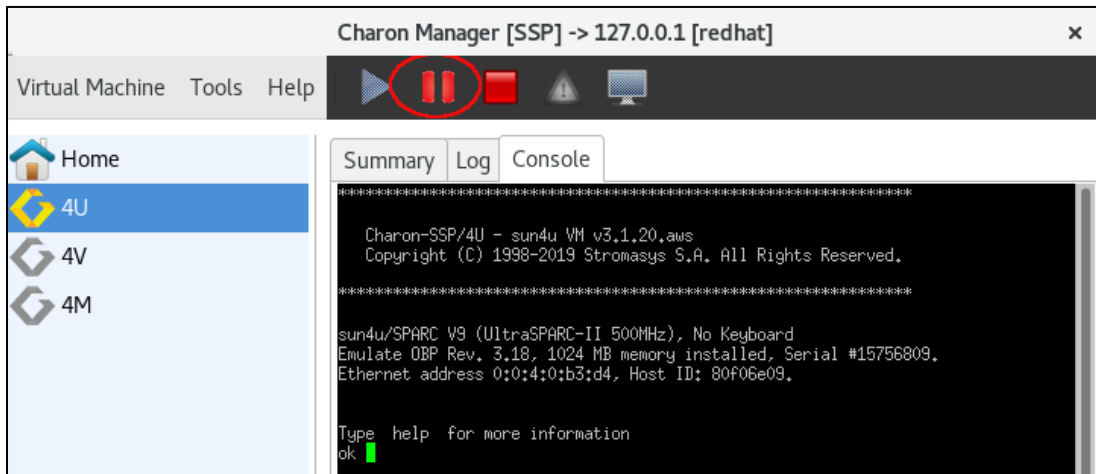 Charon Manager [SSP] -> 127.0.0.1 [redhat]
Virtual Machine Tools Help
Home
4U
4V
4M
Summary Log Console
***********************************************************************
Charon-SSP/4U - sun4u VM v3.1.20.aws
Copyright (C) 1998-2019 Stromasys S.A. All Rights Reserved.
***********************************************************************
sun4u/SPARC V9 (UltraSPARC-II 500MHz), No Keyboard
Emulate OBP Rev. 3.18, 1024 MB memory installed, Serial #15756809.
Ethernet address 0:0:4:0:b3:d4, Host ID: 80f06e09.
Type help for more information
ok